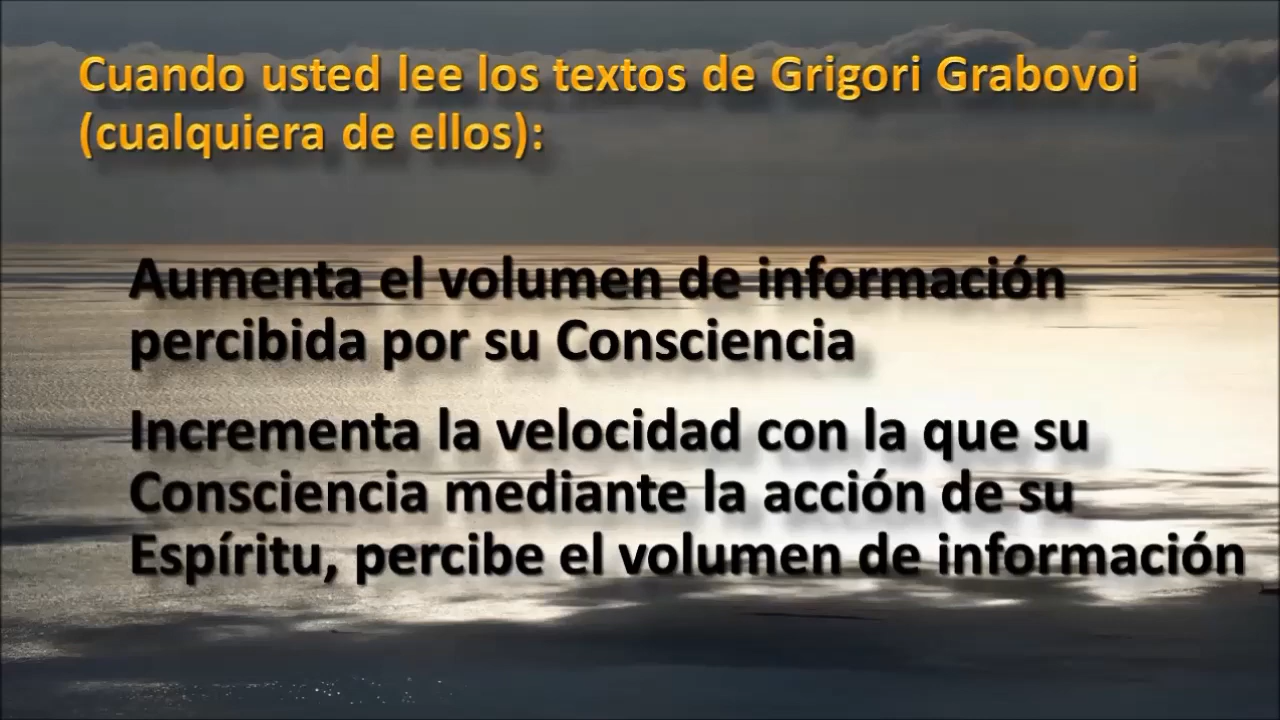 Cuando usted lee los textos de Grigori Grabovoi
(cualquiera de ellos):
Aumenta el volumen de información
percibida por su Consciencia
Incrementa la velocidad con la que su
Consciencia mediante la acción de su
Espíritu, percibe el volumen de información